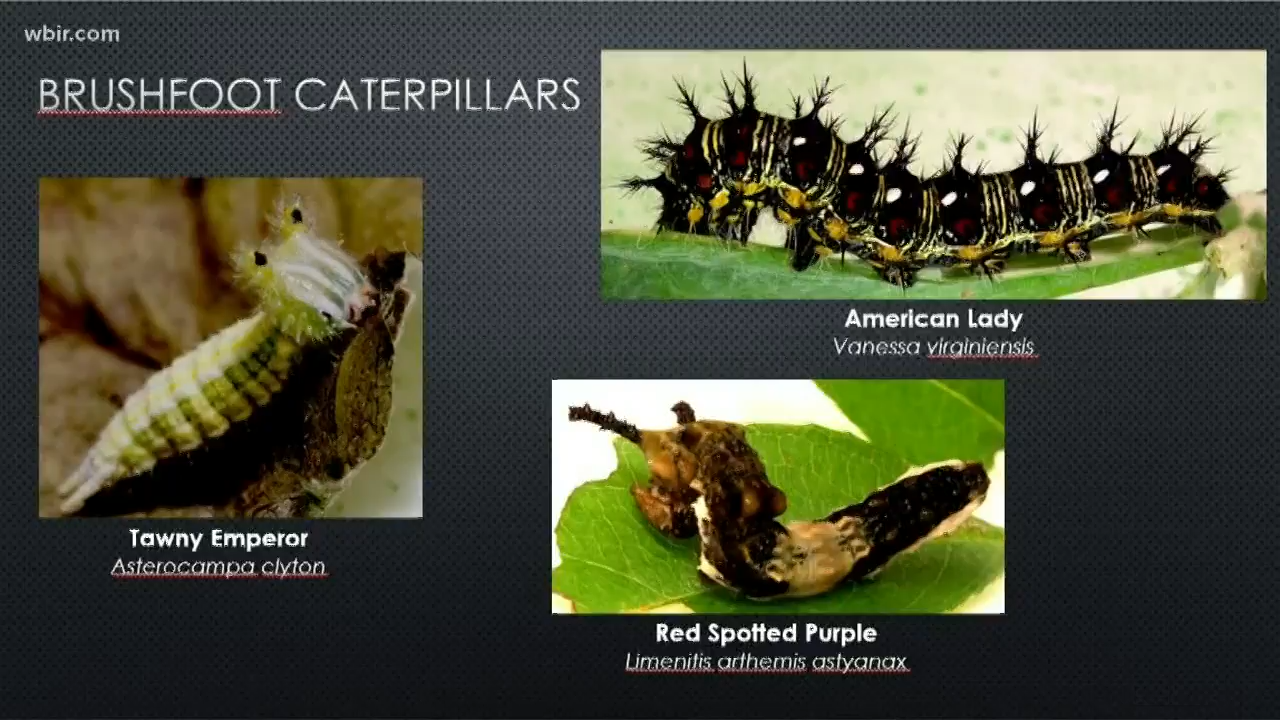 wbir.com
BRUSHFOOT CATERPILLARS
American Lady
Vanessa virginiensis
Tawny Emperor
Asterocampa clyton
Red Spotted Purple
Limenitis arthemis astyanax